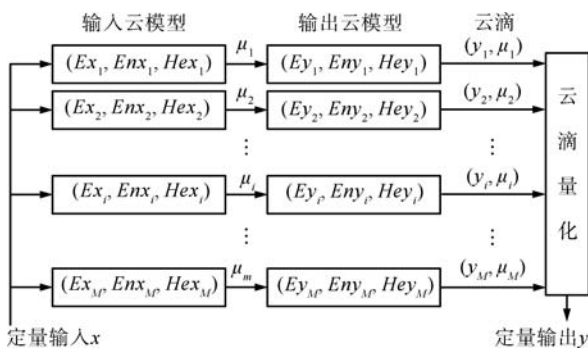 输入云模型 输出云模型 云滴
(Ex₁, Enx₁, Hex₁) μ₁ (Ey₁, Eny₁, Hey₁) (y₁, μ₁)
(Ex₂, Enx₂, Hex₂) (Ey₂, Eny₂, Hey₂) (y₂, μ₂)
⋮ ⋮
(Exᵢ, Enxᵢ, Hexᵢ) μᵢ (Eyᵢ, Enyᵢ, Heyᵢ) (yᵢ, μᵢ)
⋮ ⋮
(Ex_M, Enx_M, Hex_M) μ_m (Ey_M, Eny_M, Hey_M) (y_M, μ_M)
云滴量化
定量输入x 定量输出y